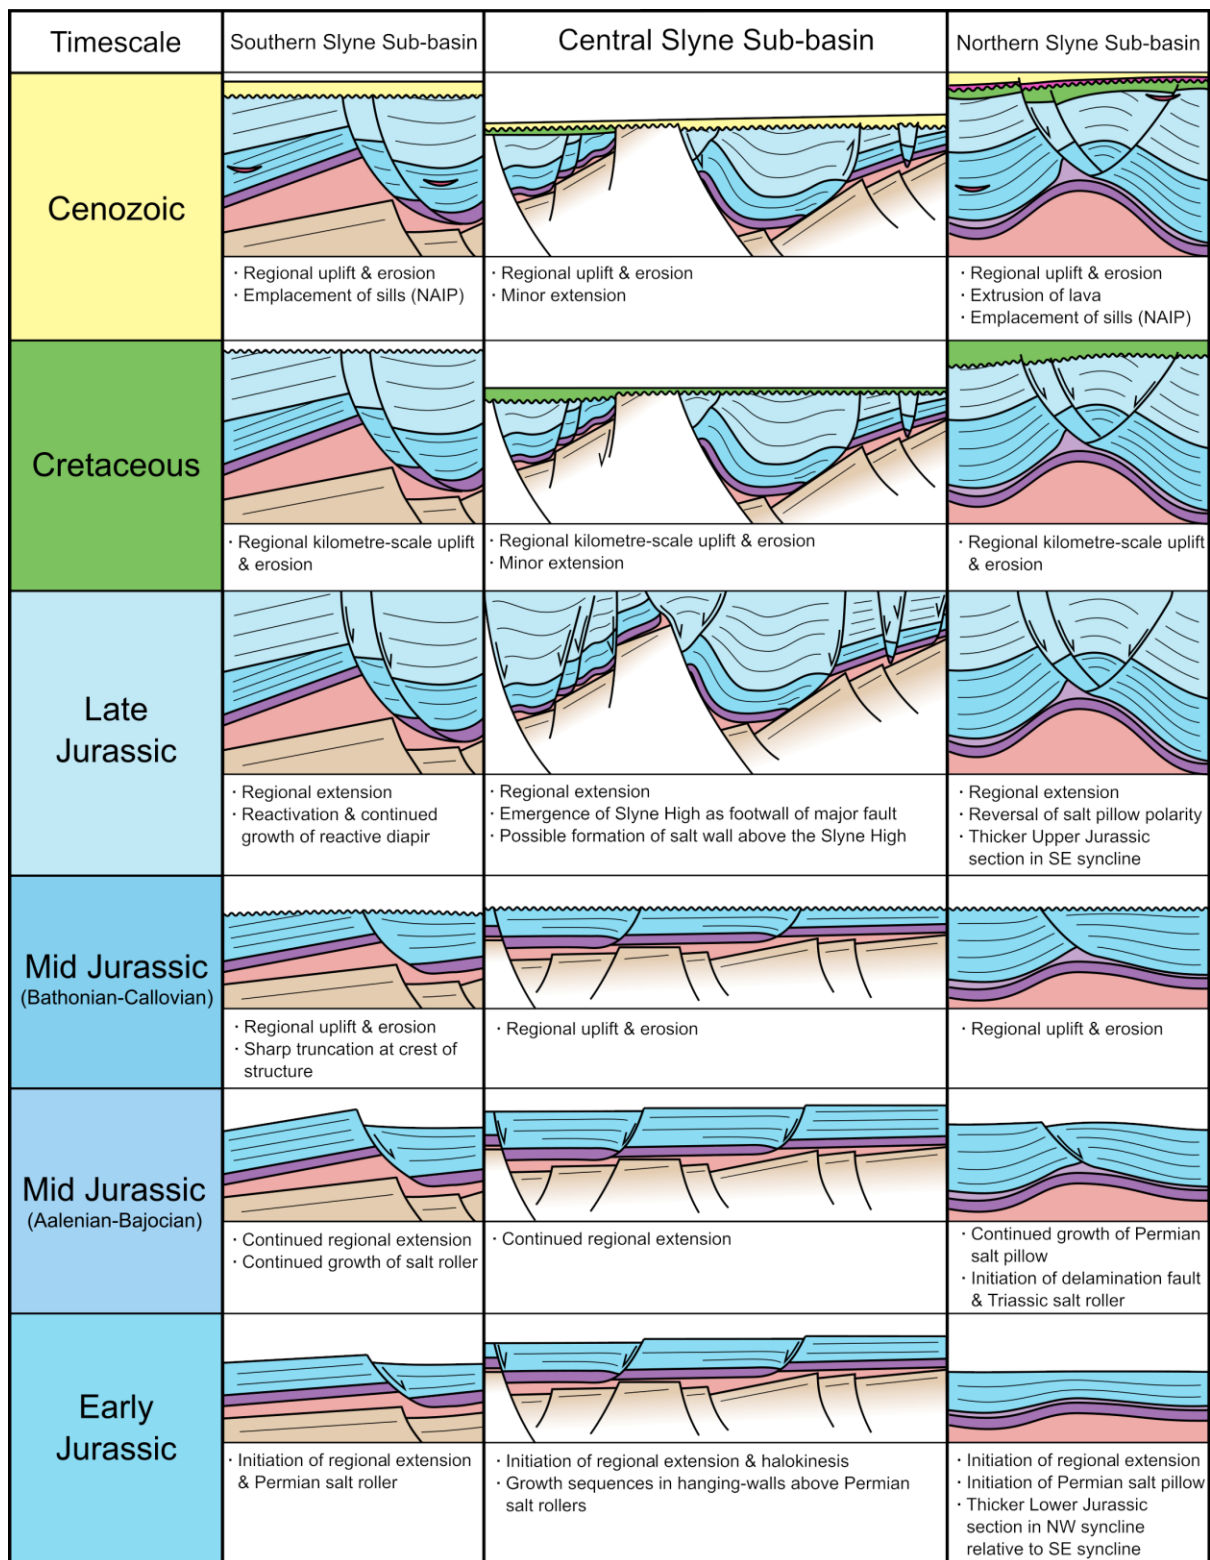 Timescale
Southern Slyne Sub-basin
Central Slyne Sub-basin
Northern Slyne Sub-basin
Cenozoic
· Regional uplift & erosion
· Emplacement of sills (NAIP)
· Regional uplift & erosion
· Minor extension
· Regional uplift & erosion
· Extrusion of lava
· Emplacement of sills (NAIP)
Cretaceous
· Regional kilometre-scale uplift
& erosion
· Regional kilometre-scale uplift & erosion
· Minor extension
· Regional kilometre-scale uplift
& erosion
Late
Jurassic
· Regional extension
· Reactivation & continued
growth of reactive diapir
· Regional extension
· Emergence of Slyne High as footwall of major fault
· Possible formation of salt wall above the Slyne High
· Regional extension
· Reversal of salt pillow polarity
· Thicker Upper Jurassic
section in SE syncline
Mid Jurassic
(Bathonian-Callovian)
· Regional uplift & erosion
· Sharp truncation at crest of
structure
· Regional uplift & erosion
· Regional uplift & erosion
Mid Jurassic
(Aalenian-Bajocian)
· Continued regional extension
· Continued growth of salt roller
· Continued regional extension
· Continued growth of Permian
salt pillow
· Initiation of delamination fault
& Triassic salt roller
Early
Jurassic
· Initiation of regional extension
& Permian salt roller
· Initiation of regional extension & halokinesis
· Growth sequences in hanging-walls above Permian
salt rollers
· Initiation of regional extension
· Initiation of Permian salt pillow
· Thicker Lower Jurassic
section in NW syncline
relative to SE syncline